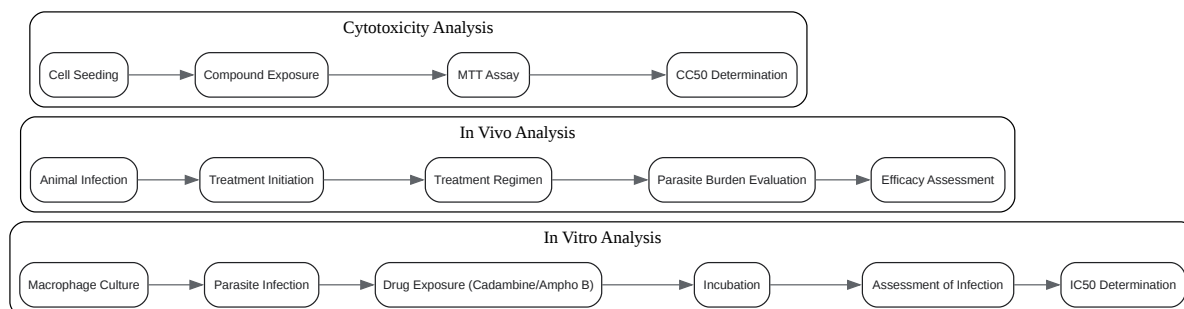 Cytotoxicity Analysis
Cell Seeding
Compound Exposure
MTT Assay
CC50 Determination
In Vivo Analysis
Animal Infection
Treatment Initiation
Treatment Regimen
Parasite Burden Evaluation
Efficacy Assessment
In Vitro Analysis
Macrophage Culture
Parasite Infection
Drug Exposure (Cadambine/Ampho B)
Incubation
Assessment of Infection
IC50 Determination